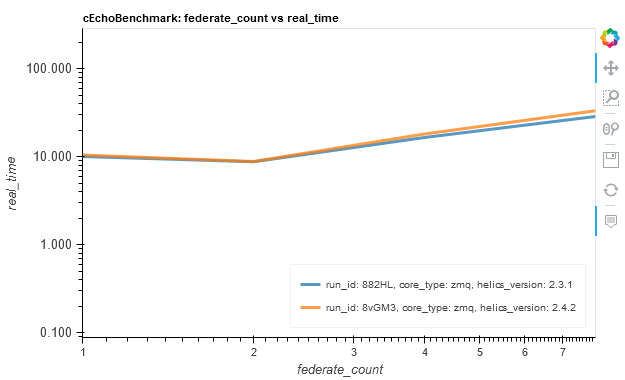 cEchoBenchmark: federate_count vs real_time
100.000
10.000
1.000
0.100
real_time
run_id: 882HL, core_type: zmq, helics_version: 2.3.1
run_id: 8vGM3, core_type: zmq, helics_version: 2.4.2
1 2 3 4 5 6 7
federate_count